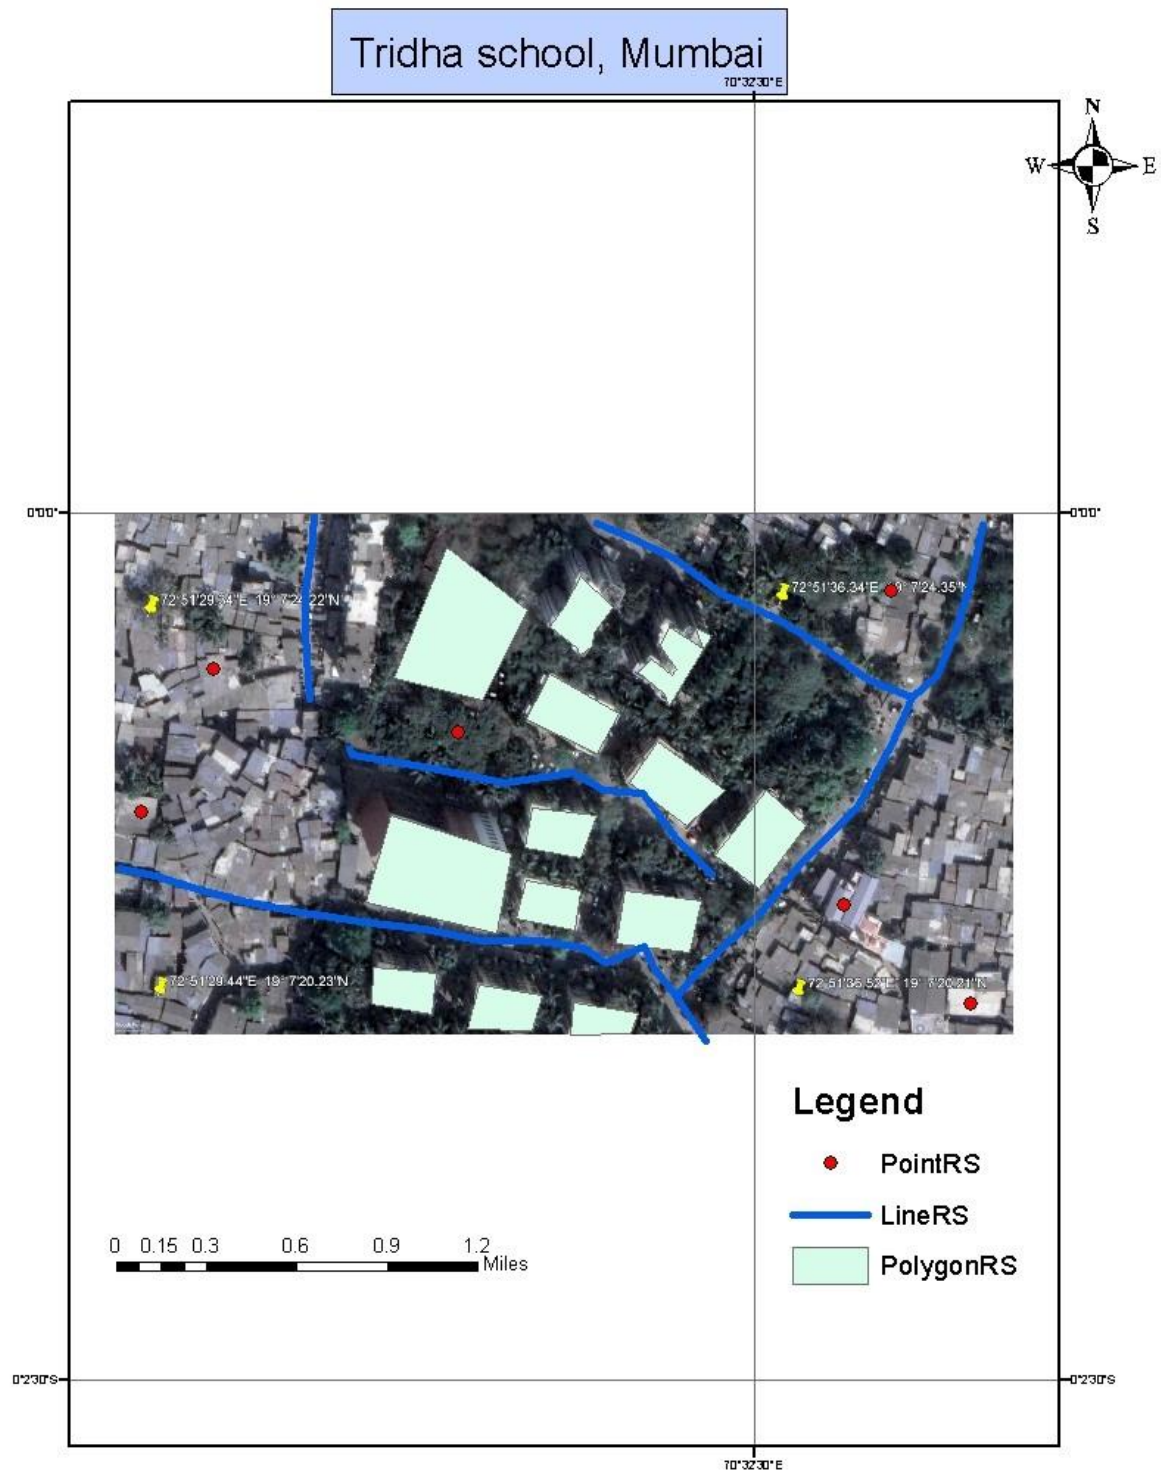 Tridha school, Mumbai
70°32'30"E
N
W E
S
0°0'0" 0°0'0"
72°51'29.34"E 19° 7'24.22"N
72°51'36.34"E 19° 7'24.35"N
72°51'29.44"E 19° 7'20.23"N
72°51'36.52"E 19° 7'20.21"N
Legend
PointRS
LineRS
PolygonRS
0 0.15 0.3 0.6 0.9 1.2
Miles
0°2'30"S 0°2'30"S
70°32'30"E